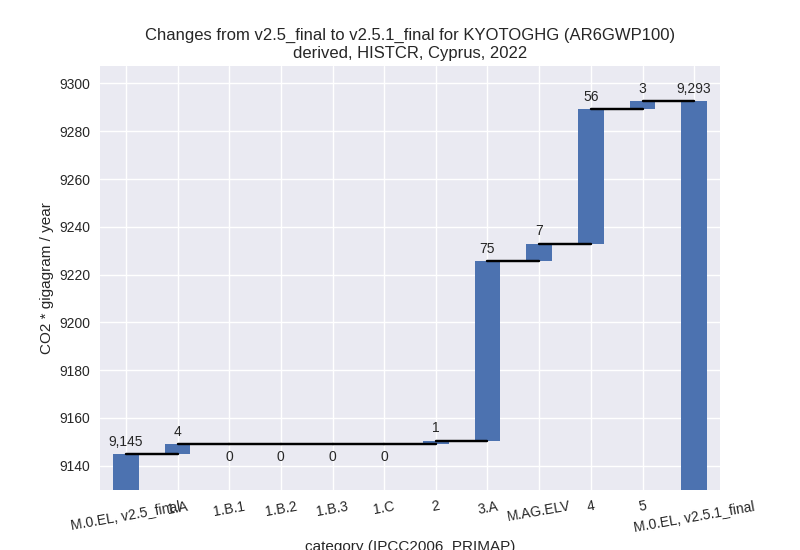 Changes from v2.5_final to v2.5.1_final for KYOTOGHG (AR6GWP100)
derived, HISTCR, Cyprus, 2022
CO2 * gigagram / year
9300
9280
9260
9240
9220
9200
9180
9160
9140
9,145
4
0
0
0
0
1
75
7
56
3
9,293
M.0.EL, v2.5_final
1.A
1.B.1
1.B.2
1.B.3
1.C
2
3.A
M.AG.ELV
4
5
M.0.EL, v2.5.1_final
category (IPCC2006_PRIMAP)